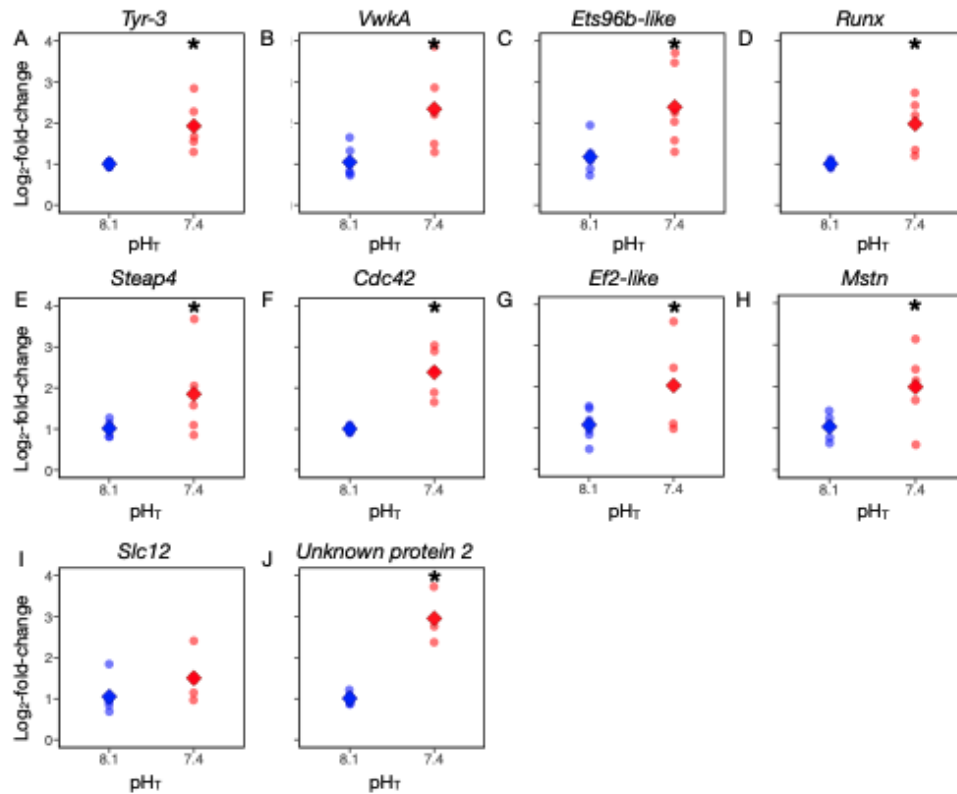 Tyr-3 VwkA Ets96b-like Runx
A B C D
* * * *
Log₂-fold-change
4
3
2
1
0
8.1 7.4 8.1 7.4 8.1 7.4 8.1 7.4
pHT pHT pHT pHT
Steap4 Cdc42 Ef2-like Mstn
E F G H
* * * *
Log₂-fold-change
4
3
2
1
0
8.1 7.4 8.1 7.4 8.1 7.4 8.1 7.4
pHT pHT pHT pHT
Slc12 Unknown protein 2
I J
*
Log₂-fold-change
4
3
2
1
0
8.1 7.4 8.1 7.4
pHT pHT